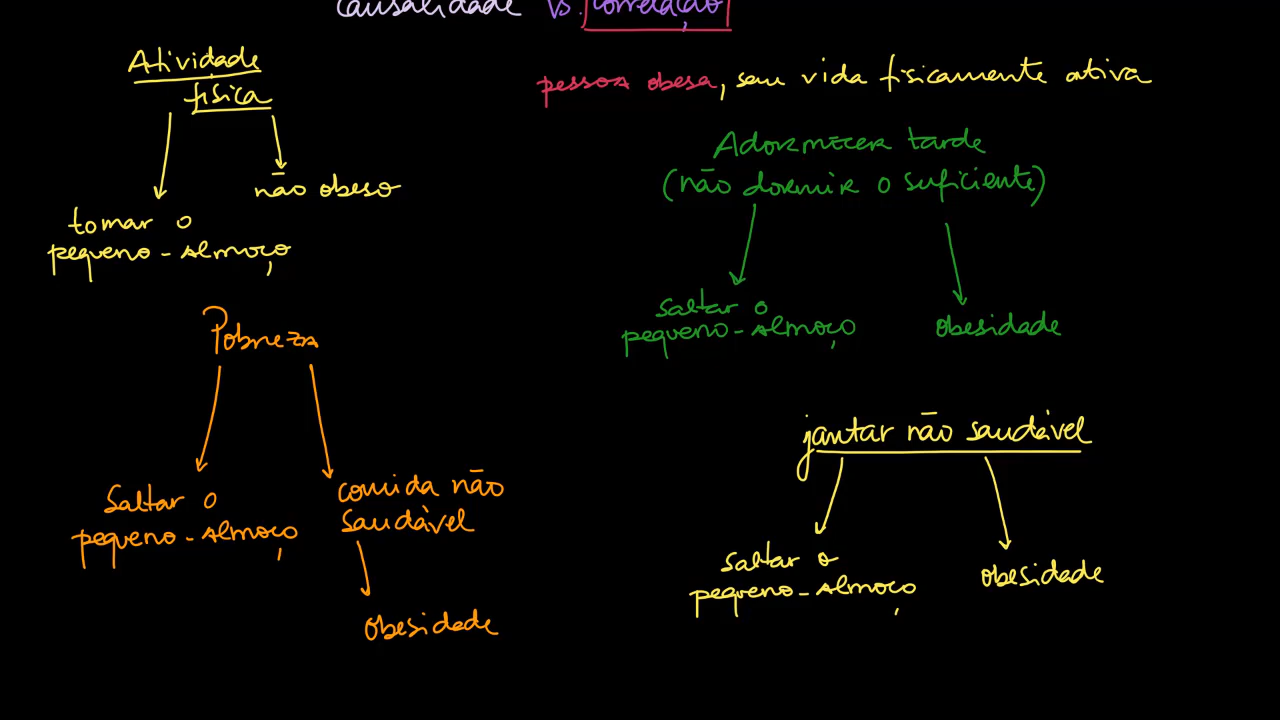 Causalidade vs. correlação
Atividade
física
tomar o
pequeno-almoço
não obeso
pessoa obesa, sem vida fisicamente ativa
Adormecer tarde
(não dormir o suficiente)
saltar o
pequeno-almoço
obesidade
Pobreza
Saltar o
pequeno-almoço
comida não
saudável
obesidade
jantar não saudável
saltar o
pequeno-almoço
obesidade